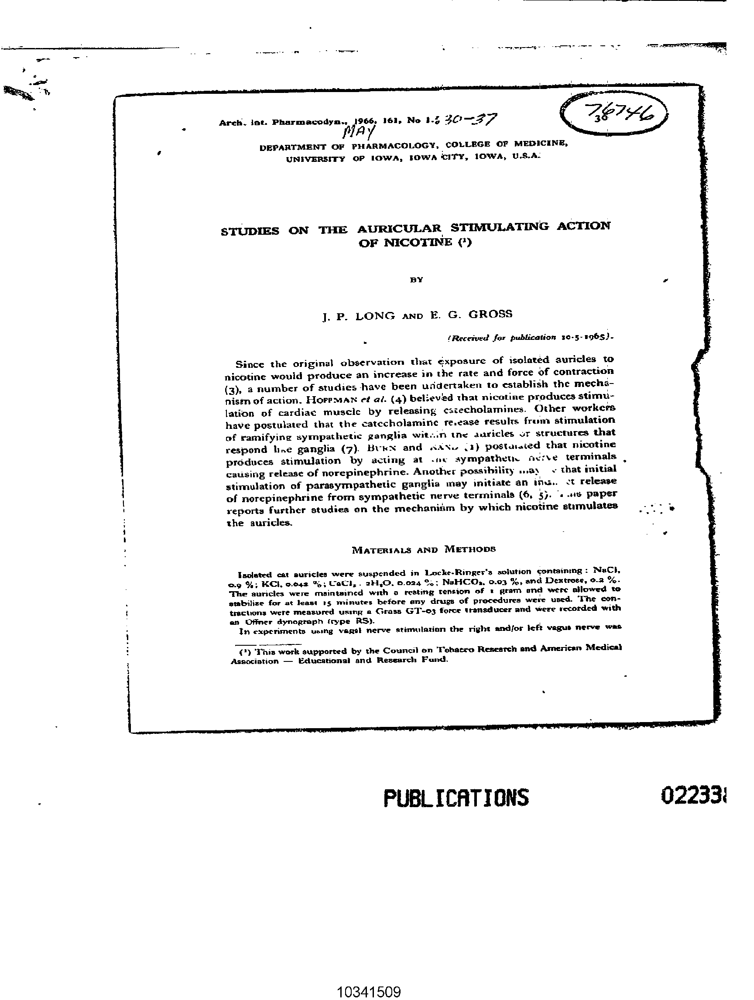 Arch. int. Pharmacodyn., 1966, 161, No 1. 30-37
MAY
76746
38
DEPARTMENT OF PHARMACOLOGY, COLLEGE OF MEDICINE,
UNIVERSITY OF IOWA, IOWA CITY, IOWA, U.S.A.
STUDIES ON THE AURICULAR STIMULATING ACTION
OF NICOTINE (¹)
BY
J. P. LONG AND E. G. GROSS
(Received for publication 10-5-1965).
Since the original observation that exposure of isolated auricles to
nicotine would produce an increase in the rate and force of contraction
(3), a number of studies have been undertaken to establish the mecha-
nism of action. HOFFMAN et al. (4) believed that nicotine produces stimu-
lation of cardiac muscle by releasing catecholamines. Other workers
have postulated that the catecholamine release results from stimulation
of ramifying sympathetic ganglia within the auricles or structures that
respond like ganglia (7). BURN and (1) postulated that nicotine
produces stimulation by acting at the sympathetic nerve terminals
causing release of norepinephrine. Another possibility may that initial
stimulation of parasympathetic ganglia may initiate an release
of norepinephrine from sympathetic nerve terminals (6, 5). This paper
reports further studies on the mechanism by which nicotine stimulates
the auricles.
MATERIALS AND METHODS
Isolated cat auricles were suspended in Locke-Ringer's solution containing : NaCl,
0.9 %; KCl, 0.042 %; CaCl₂ . 2H₂O, 0.024 %; NaHCO₃, 0.03 %, and Dextrose, 0.2 %.
The auricles were maintained with a resting tension of 1 gram and were allowed to
stabilise for at least 15 minutes before any drugs of procedures were used. The con-
tractions were measured using a Grass GT-03 force transducer and were recorded with
an Offner dynograph (type RS).
In experiments using vagal nerve stimulation the right and/or left vagus nerve was
(¹) This work supported by the Council on Tobacco Research and American Medical
Association — Educational and Research Fund.
PUBLICATIONS
02233
10341509